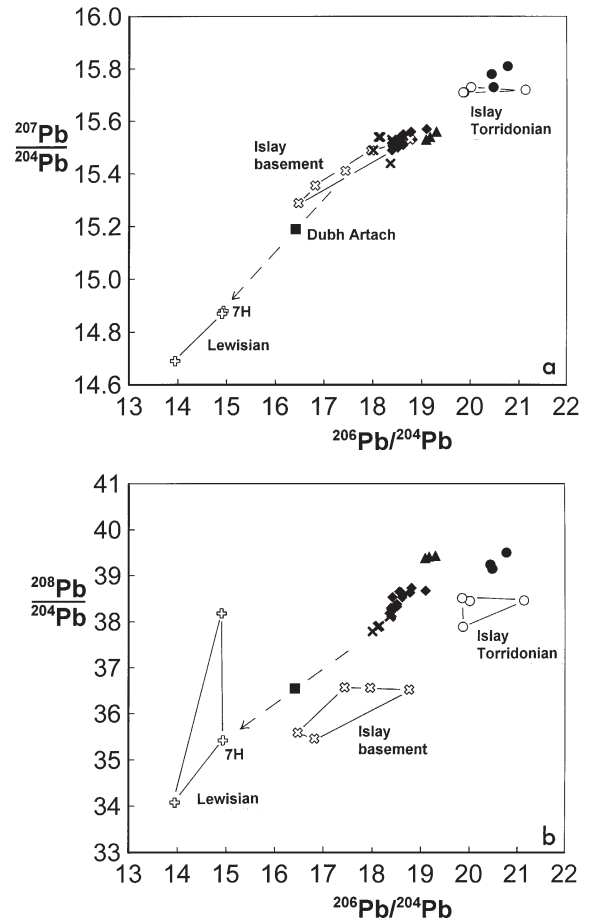 16.0
15.8
15.6
15.4
15.2
15.0
14.8
14.6
²⁰⁷Pb
²⁰⁴Pb
Islay
Torridonian
Islay
basement
Dubh Artach
7H
Lewisian
a
13 14 15 16 17 18 19 20 21 22
²⁰⁶Pb/²⁰⁴Pb
41
40
39
38
37
36
35
34
33
²⁰⁸Pb
²⁰⁴Pb
Islay
Torridonian
Islay
basement
7H
Lewisian
b
13 14 15 16 17 18 19 20 21 22
²⁰⁶Pb/²⁰⁴Pb